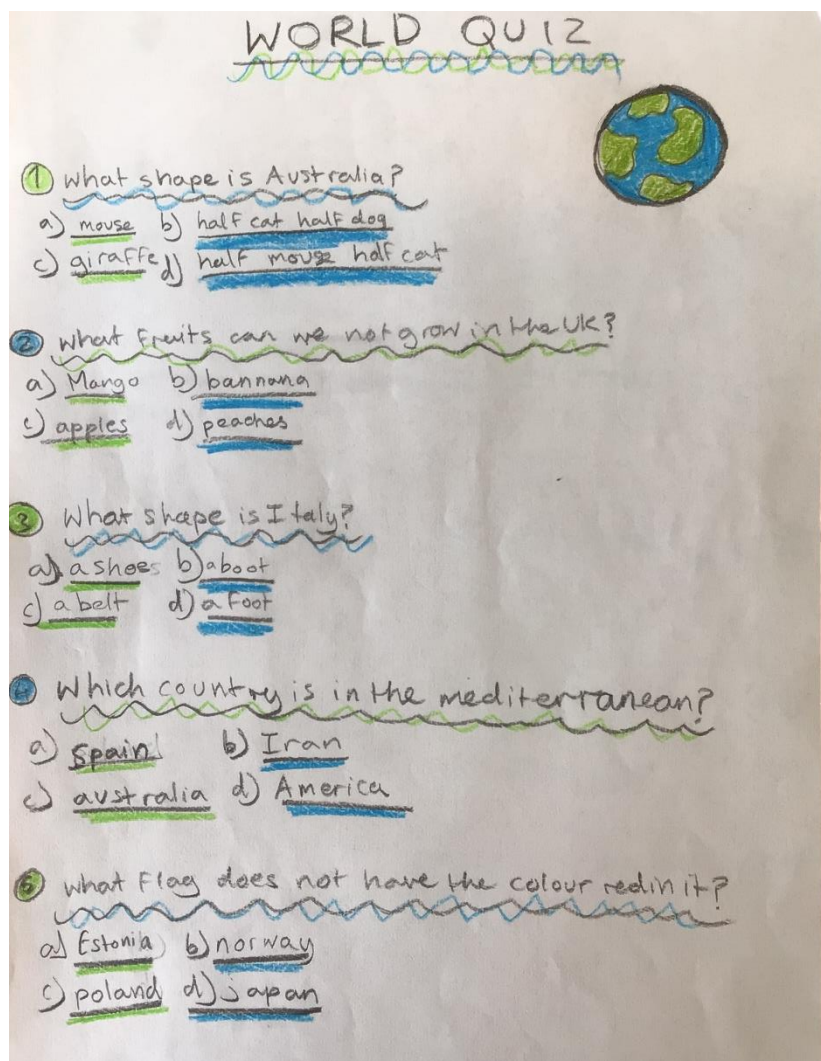 WORLD QUIZ
1 What shape is Australia?
a) mouse b) half cat half dog
c) giraffe d) half mouse half cat
2 What fruits can we not grow in the UK?
a) Mango b) bannana
c) apples d) peaches
3 What shape is Italy?
a) a shoes b) a boot
c) a belt d) a foot
4 Which country is in the mediterranean?
a) Spain b) Iran
c) australia d) America
5 What Flag does not have the colour red in it?
a) Estonia b) norway
c) poland d) japan